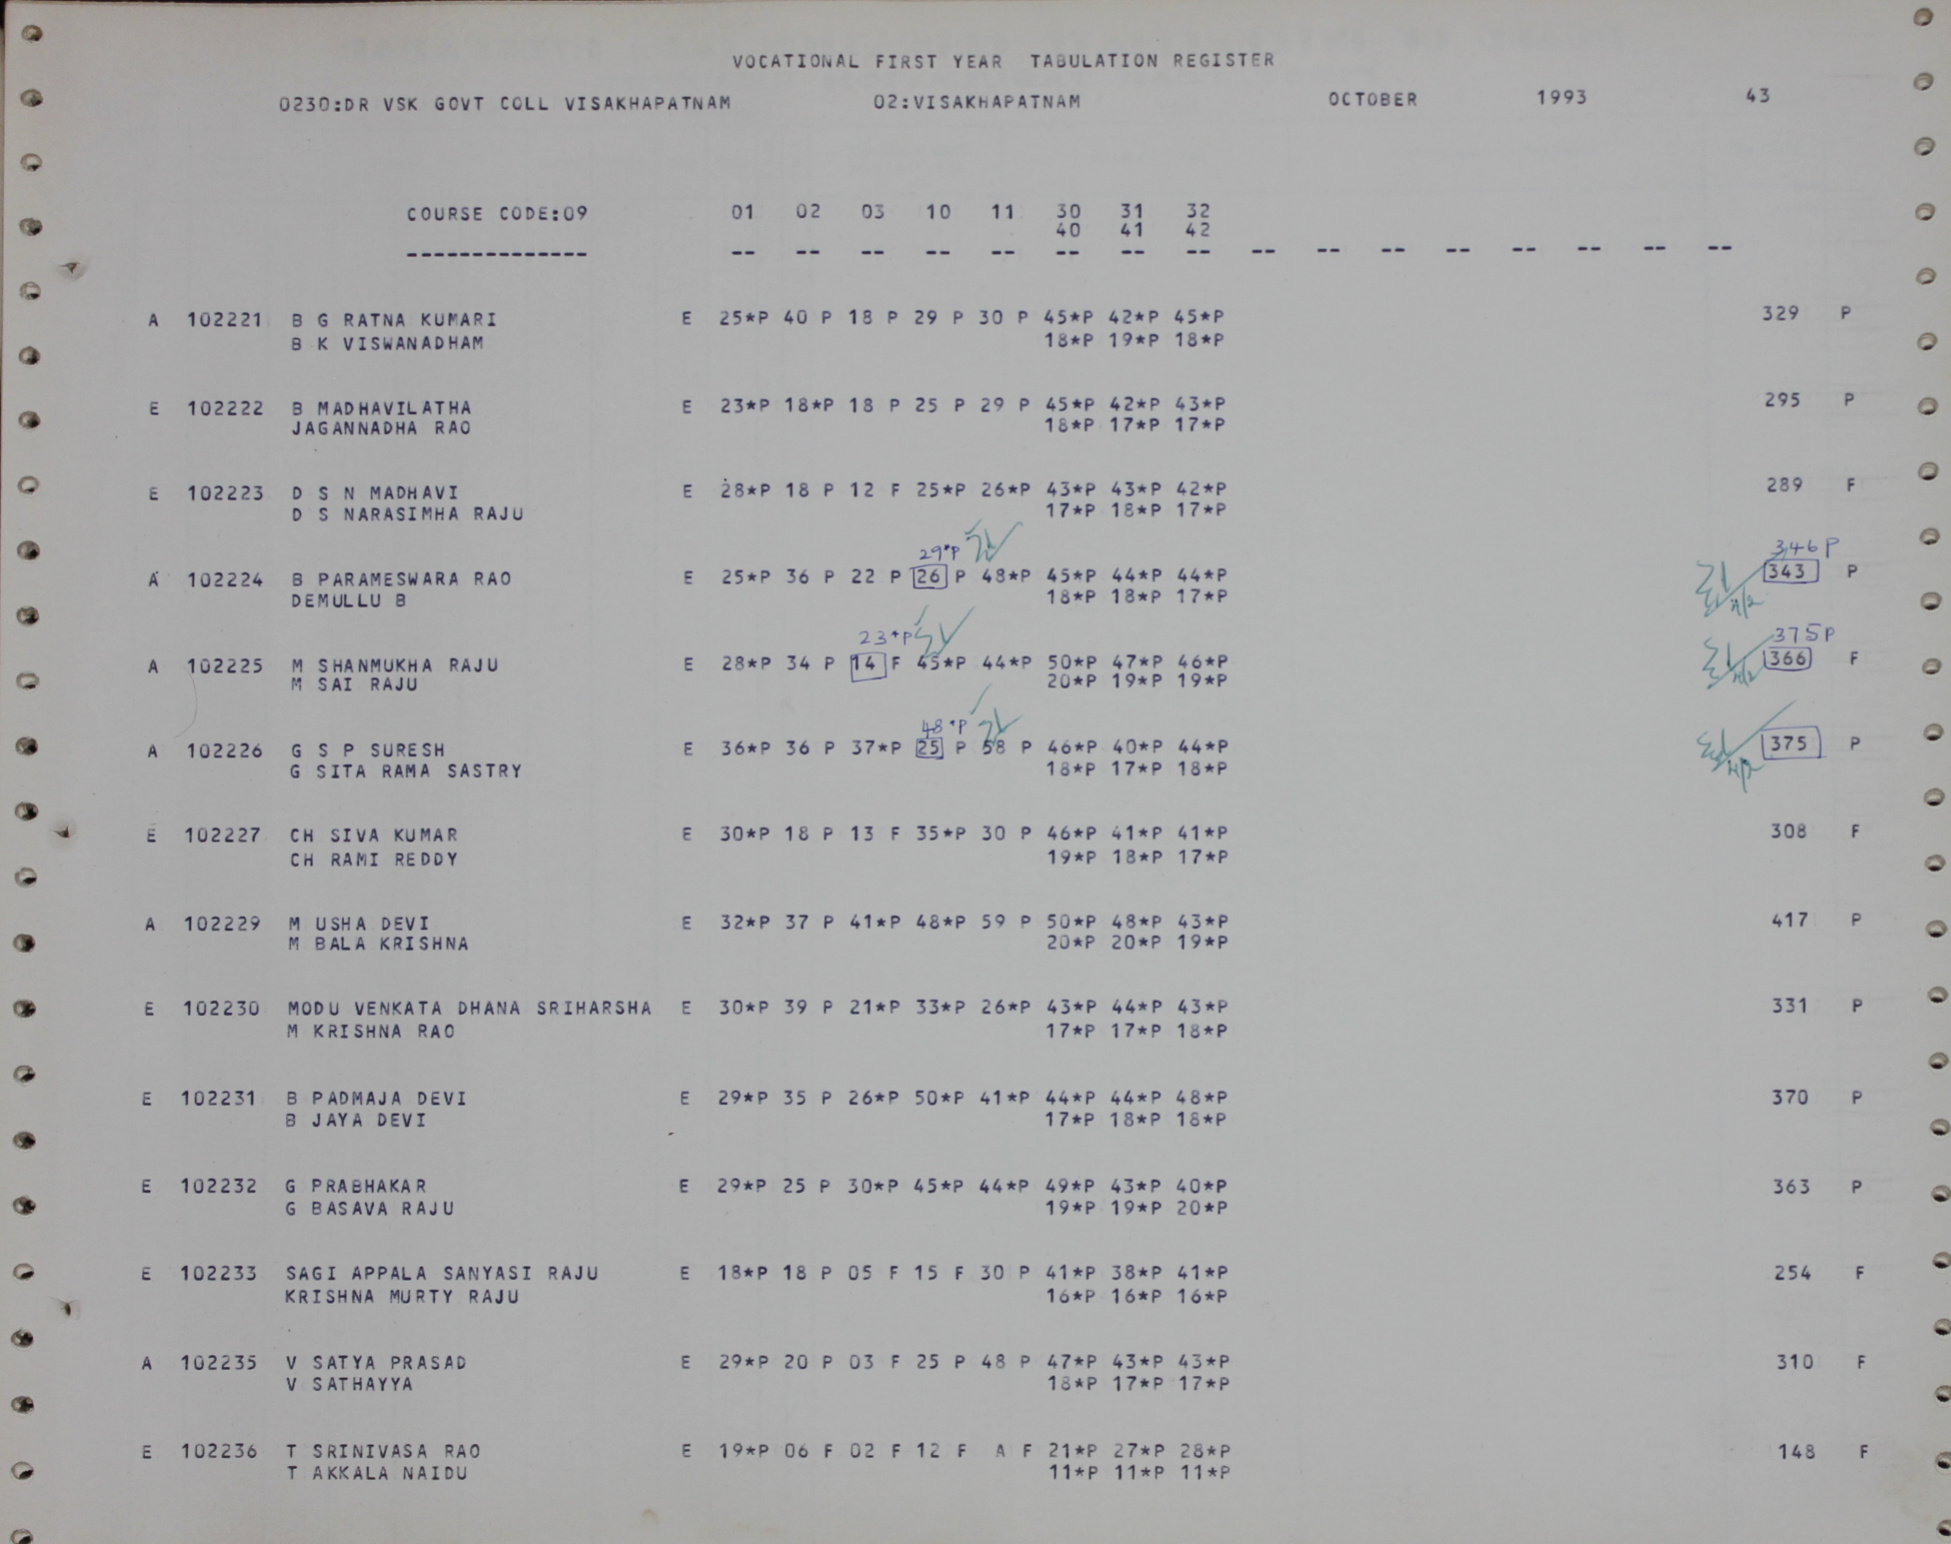 VOCATIONAL FIRST YEAR TABULATION REGISTER
0230:DR VSK GOVT COLL VISAKHAPATNAM 02:VISAKHAPATNAM OCTOBER 1993 43
COURSE CODE:09 01 02 03 10 11 30 31 32
40 41 42
-------------- -- -- -- -- -- -- -- -- -- -- -- -- -- -- -- --
A 102221 B G RATNA KUMARI E 25*P 40 P 18 P 29 P 30 P 45*P 42*P 45*P 329 P
B K VISWANADHAM 18*P 19*P 18*P
E 102222 B MADHAVILATHA E 23*P 18*P 18 P 25 P 29 P 45*P 42*P 43*P 295 P
JAGANNADHA RAO 18*P 17*P 17*P
E 102223 D S N MADHAVI E 28*P 18 P 12 F 25*P 26*P 43*P 43*P 42*P 289 F
D S NARASIMHA RAJU 17*P 18*P 17*P
29*P 346 P
A 102224 B PARAMESWARA RAO E 25*P 36 P 22 P 26 P 48*P 45*P 44*P 44*P 343 P
DEMULLU B 18*P 18*P 17*P
23*P 375 P
A 102225 M SHANMUKHA RAJU E 28*P 34 P 14 F 45*P 44*P 50*P 47*P 46*P 366 F
M SAI RAJU 20*P 19*P 19*P
48*P
A 102226 G S P SURESH E 36*P 36 P 37*P 25 P 58 P 46*P 40*P 44*P 375 P
G SITA RAMA SASTRY 18*P 17*P 18*P
E 102227 CH SIVA KUMAR E 30*P 18 P 13 F 35*P 30 P 46*P 41*P 41*P 308 F
CH RAMI REDDY 19*P 18*P 17*P
A 102229 M USHA DEVI E 32*P 37 P 41*P 48*P 59 P 50*P 48*P 43*P 417 P
M BALA KRISHNA 20*P 20*P 19*P
E 102230 MODU VENKATA DHANA SRIHARSHA E 30*P 39 P 21*P 33*P 26*P 43*P 44*P 43*P 331 P
M KRISHNA RAO 17*P 17*P 18*P
E 102231 B PADMAJA DEVI E 29*P 35 P 26*P 50*P 41*P 44*P 44*P 48*P 370 P
B JAYA DEVI 17*P 18*P 18*P
E 102232 G PRABHAKAR E 29*P 25 P 30*P 45*P 44*P 49*P 43*P 40*P 363 P
G BASAVA RAJU 19*P 19*P 20*P
E 102233 SAGI APPALA SANYASI RAJU E 18*P 18 P 05 F 15 F 30 P 41*P 38*P 41*P 254 F
KRISHNA MURTY RAJU 16*P 16*P 16*P
A 102235 V SATYA PRASAD E 29*P 20 P 03 F 25 P 48 P 47*P 43*P 43*P 310 F
V SATHAYYA 18*P 17*P 17*P
E 102236 T SRINIVASA RAO E 19*P 06 F 02 F 12 F A F 21*P 27*P 28*P 148 F
T AKKALA NAIDU 11*P 11*P 11*P